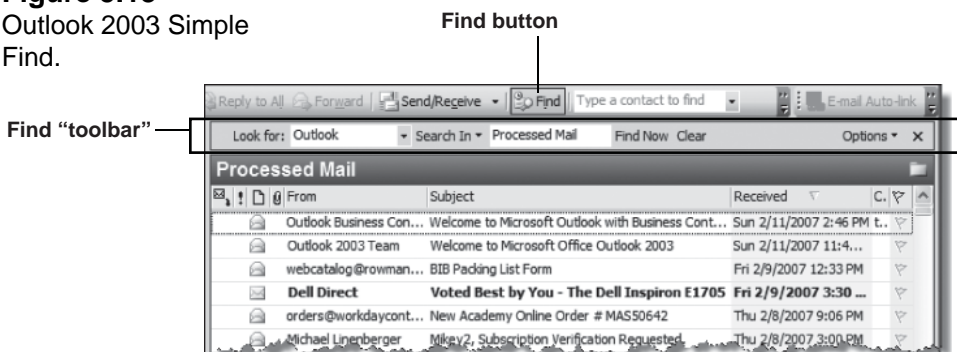 Outlook 2003 Simple
Find.
Find button
Reply to All Forward Send/Receive Find Type a contact to find E-mail Auto-link
Find “toolbar”
Look for: Outlook Search In Processed Mail Find Now Clear Options
Processed Mail
From Subject Received C.
Outlook Business Con... Welcome to Microsoft Outlook with Business Cont... Sun 2/11/2007 2:46 PM t..
Outlook 2003 Team Welcome to Microsoft Office Outlook 2003 Sun 2/11/2007 11:4...
webcatalog@rowman... BIB Packing List Form Fri 2/9/2007 12:33 PM
Dell Direct Voted Best by You - The Dell Inspiron E1705 Fri 2/9/2007 3:30 ...
orders@workdaycont... New Academy Online Order # MAS50642 Thu 2/8/2007 9:06 PM
Michael Linenberger Mikey2, Subscription Verification Requested Thu 2/8/2007 3:00 PM